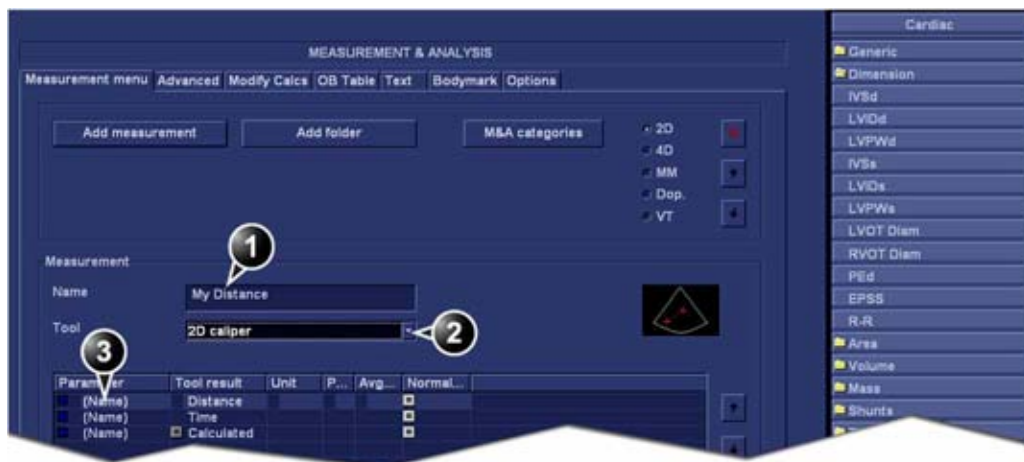 MEASUREMENT & ANALYSIS
Measurement menu Advanced Modify Calcs OB Table Text Bodymark Options
Add measurement Add folder M&A categories
2D
4D
MM
Dop.
VT
Measurement
1
Name My Distance
Tool 2D caliper
2
3
Parameter Tool result Unit P... Avg... Normal...
(Name) Distance
(Name) Time
(Name) Calculated
Cardiac
Generic
Dimension
IVSd
LVIDd
LVPWd
IVSs
LVIDs
LVPWs
LVOT Diam
RVOT Diam
PEd
EPSS
R-R
Area
Volume
Mass
Shunts